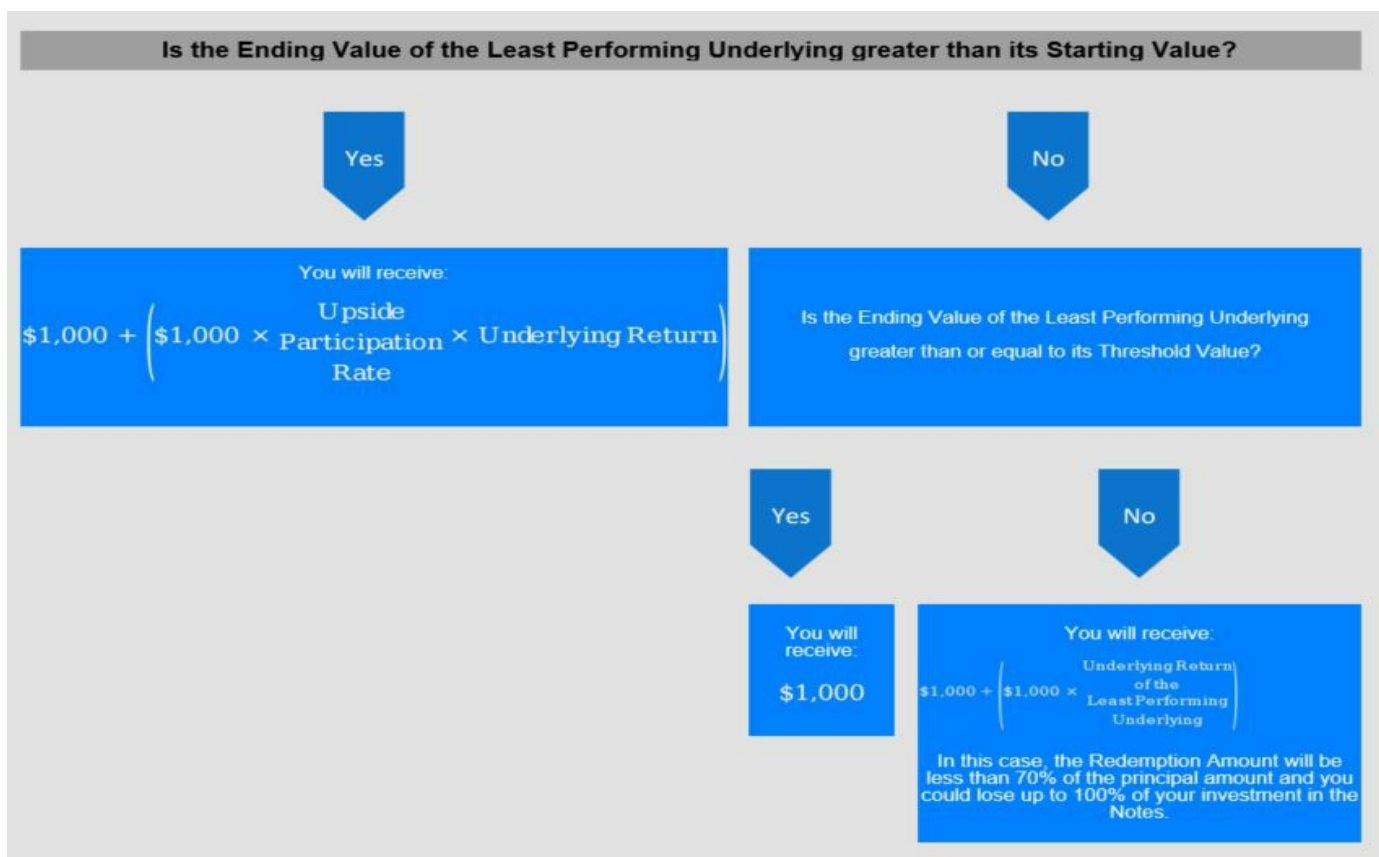 Is the Ending Value of the Least Performing Underlying greater than its Starting Value?
Yes
No
You will receive:
$1,000 + ($1,000 × Upside Participation Rate × Underlying Return)
Is the Ending Value of the Least Performing Underlying
greater than or equal to its Threshold Value?
Yes
No
You will
receive:
$1,000
You will receive:
$1,000 + ($1,000 × Underlying Return of the Least Performing Underlying)
In this case, the Redemption Amount will be
less than 70% of the principal amount and you
could lose up to 100% of your investment in the
Notes.